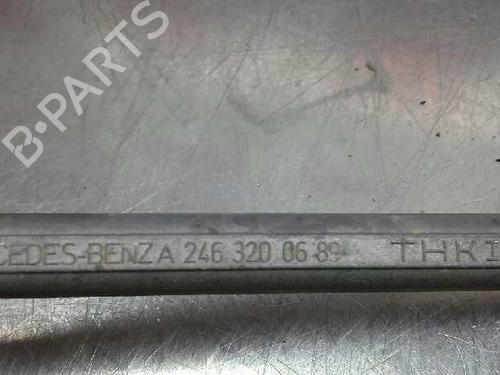 B-PARTS
CEDES-BENZ A 246 320 06 89 THKI